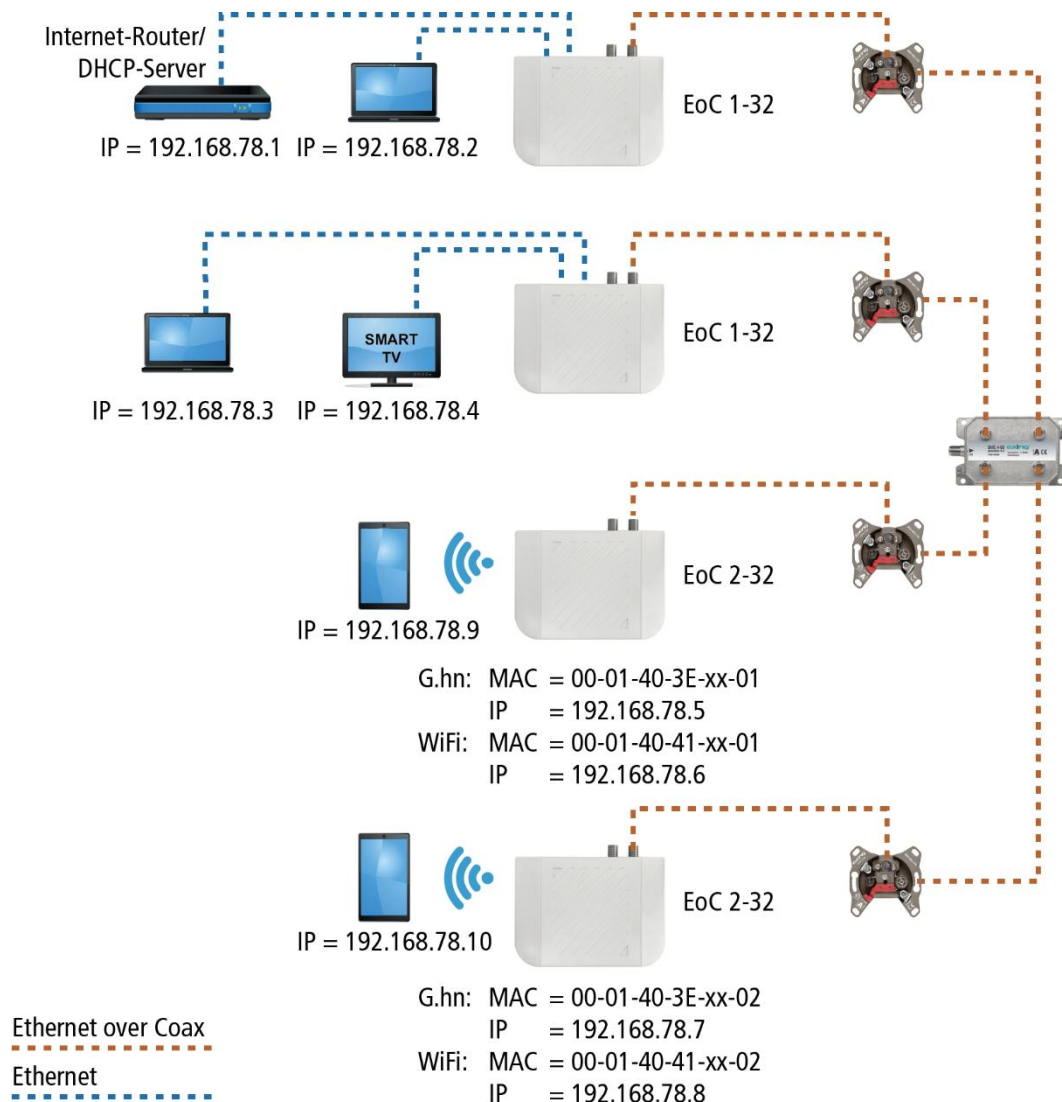 Internet-Router/
DHCP-Server
IP = 192.168.78.1
IP = 192.168.78.2
EoC 1-32
SMART
TV
IP = 192.168.78.3
IP = 192.168.78.4
EoC 1-32
IP = 192.168.78.9
EoC 2-32
G.hn: MAC = 00-01-40-3E-xx-01
IP = 192.168.78.5
WiFi: MAC = 00-01-40-41-xx-01
IP = 192.168.78.6
IP = 192.168.78.10
EoC 2-32
G.hn: MAC = 00-01-40-3E-xx-02
IP = 192.168.78.7
WiFi: MAC = 00-01-40-41-xx-02
IP = 192.168.78.8
Ethernet over Coax
Ethernet